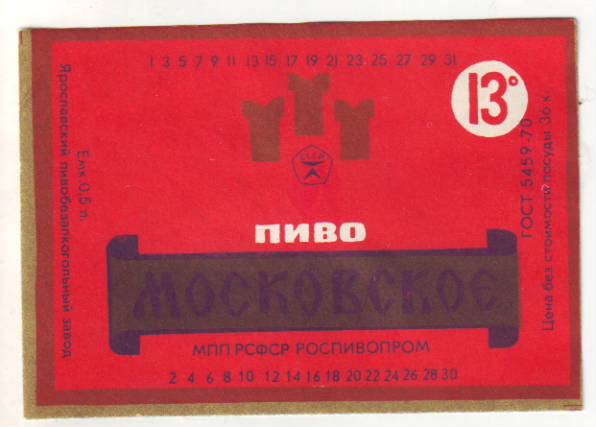 1 3 5 7 9 11 13 15 17 19 21 23 25 27 29 31
13°
СССР
ПИВО
МОСКОВСКОЕ
МПП РСФСР РОСПИВОПРОМ
2 4 6 8 10 12 14 16 18 20 22 24 26 28 30
Ярославский пивобезалкогольный завод
Емк. 0,5 л.
ГОСТ 5459-70
Цена без стоимости посуды 36 к.